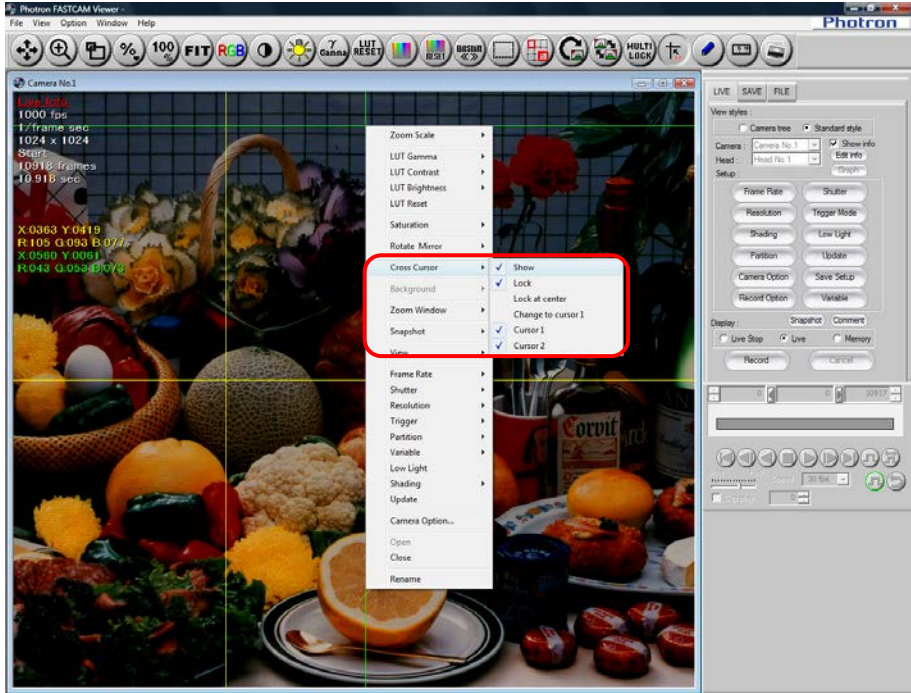 Photron FASTCAM Viewer -
File View Option Window Help
Photron
% 100% FIT RGB γ Gamma LUT RESET RESET MULTI LOCK
Camera No.1
Live Info
1000 fps
1/frame sec
1024 x 1024
Start
10918 frames
10.918 sec
X:0363 Y:0419
R:105 G:093 B:077
X:0560 Y:0061
R:043 G:053 B:073
Zoom Scale
LUT Gamma
LUT Contrast
LUT Brightness
LUT Reset
Saturation
Rotate Mirror
Cross Cursor
Background
Zoom Window
Snapshot
View
Frame Rate
Shutter
Resolution
Trigger
Partition
Variable
Low Light
Shading
Update
Camera Option...
Open
Close
Rename
Show
Lock
Lock at center
Change to cursor 1
Cursor 1
Cursor 2
Corvit
LIVE SAVE FILE
View styles :
Camera tree Standard style
Camera : Camera No.1 Show info
Head : Head No.1 Edit info
Setup Graph
Frame Rate Shutter
Resolution Trigger Mode
Shading Low Light
Partition Update
Camera Option Save Setup
Record Option Variable
Display : Snapshot Comment
Live Stop Live Memory
Record Cancel
0 0 10917
30 fps
0